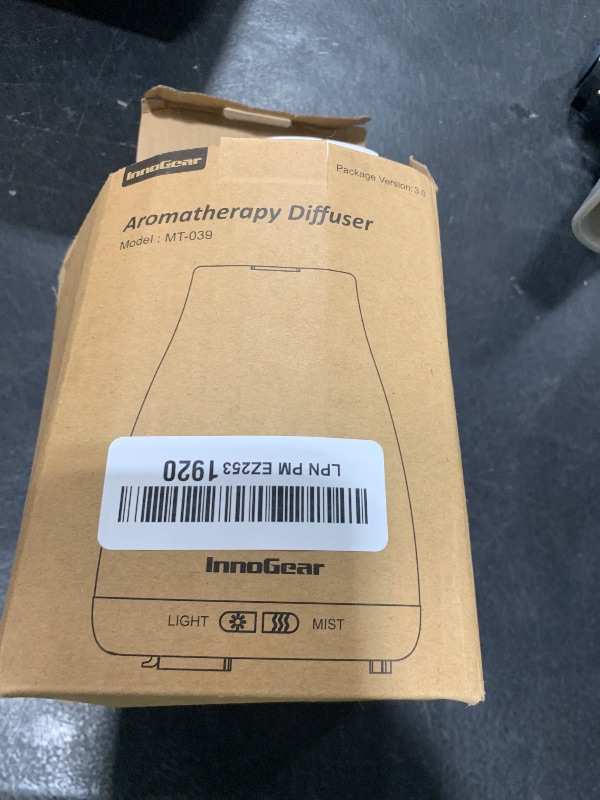 InnoGear
Package Version: 3.0
Aromatherapy Diffuser
Model : MT-039
LPN PM EZ253 1920
InnoGear
LIGHT MIST